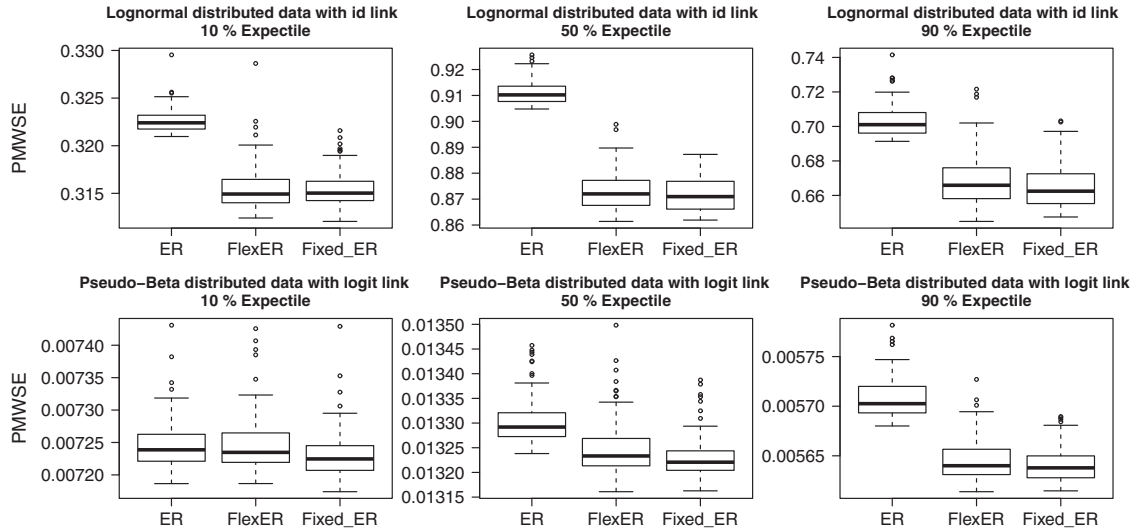 Lognormal distributed data with id link
10 % Expectile
Lognormal distributed data with id link
50 % Expectile
Lognormal distributed data with id link
90 % Expectile
PMWSE
0.330
0.325
0.320
0.315
ER FlexER Fixed_ER
0.92
0.91
0.90
0.89
0.88
0.87
0.86
ER FlexER Fixed_ER
0.74
0.72
0.70
0.68
0.66
ER FlexER Fixed_ER
Pseudo−Beta distributed data with logit link
10 % Expectile
Pseudo−Beta distributed data with logit link
50 % Expectile
Pseudo−Beta distributed data with logit link
90 % Expectile
PMWSE
0.00740
0.00735
0.00730
0.00725
0.00720
ER FlexER Fixed_ER
0.01350
0.01345
0.01340
0.01335
0.01330
0.01325
0.01320
0.01315
ER FlexER Fixed_ER
0.00575
0.00570
0.00565
ER FlexER Fixed_ER